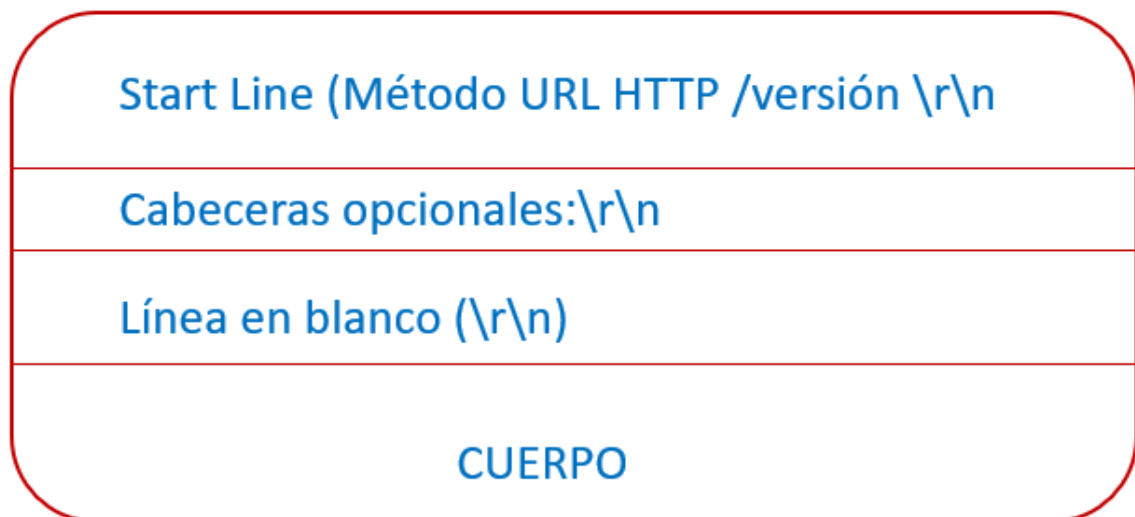 Start Line (Método URL HTTP /versión \r\n
Cabeceras opcionales:\r\n
Línea en blanco (\r\n)
CUERPO